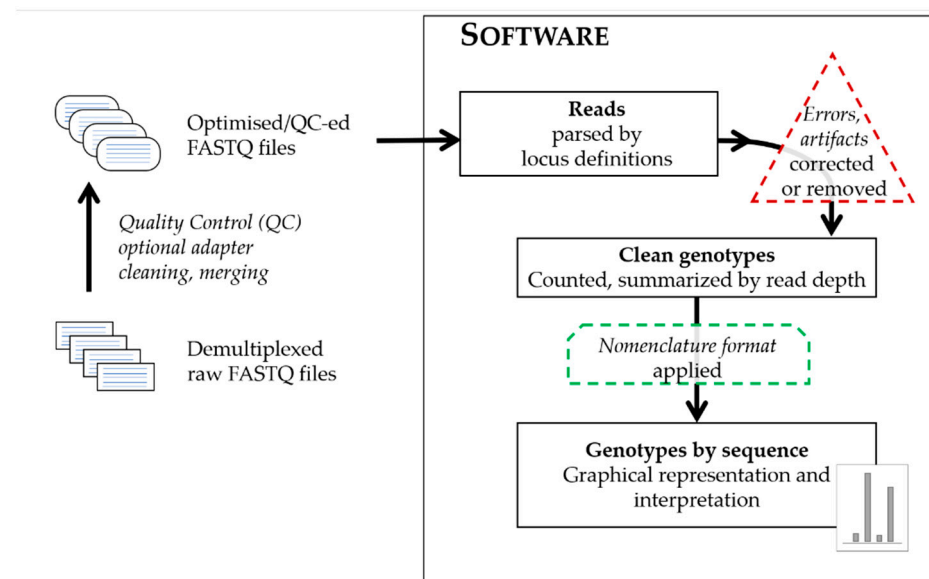 SOFTWARE
Optimised/QC-ed
FASTQ files
Quality Control (QC)
optional adapter
cleaning, merging
Demultiplexed
raw FASTQ files
Reads
parsed by
locus definitions
Errors,
artifacts
corrected
or removed
Clean genotypes
Counted, summarized by read depth
Nomenclature format
applied
Genotypes by sequence
Graphical representation and
interpretation